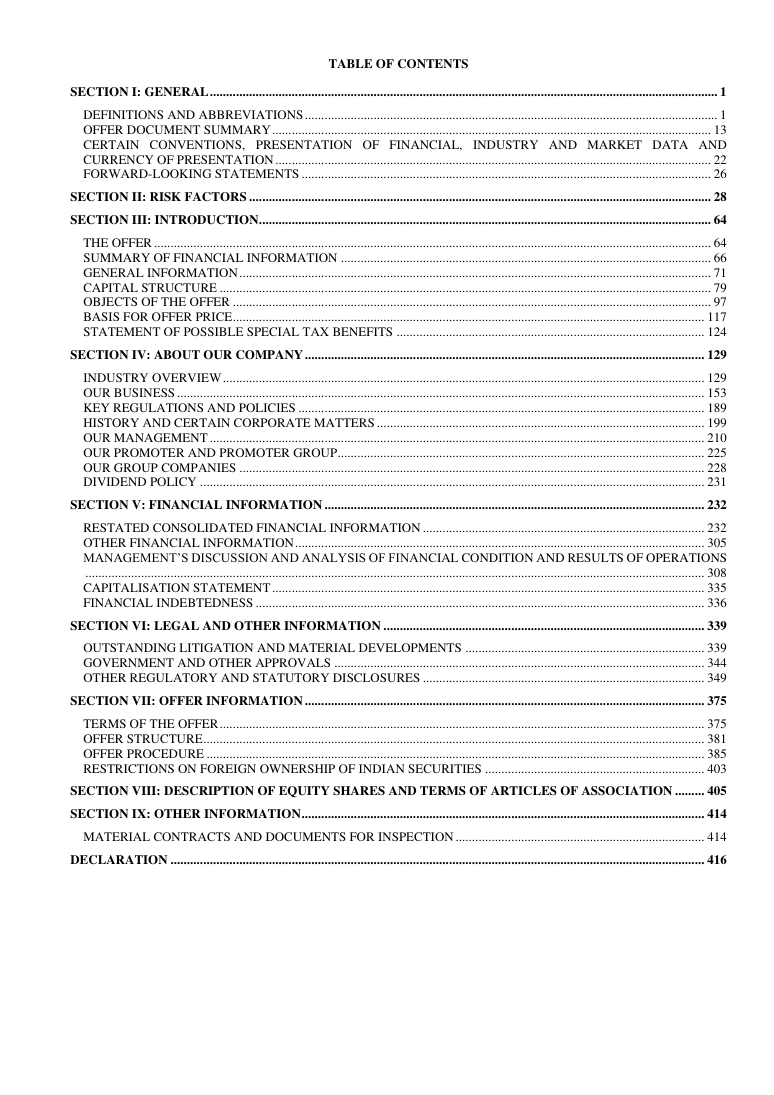 TABLE OF CONTENTS
SECTION I: GENERAL ........ 1
DEFINITIONS AND ABBREVIATIONS ........ 1
OFFER DOCUMENT SUMMARY ........ 13
CERTAIN CONVENTIONS, PRESENTATION OF FINANCIAL, INDUSTRY AND MARKET DATA AND
CURRENCY OF PRESENTATION ........ 22
FORWARD-LOOKING STATEMENTS ........ 26
SECTION II: RISK FACTORS ........ 28
SECTION III: INTRODUCTION ........ 64
THE OFFER ........ 64
SUMMARY OF FINANCIAL INFORMATION ........ 66
GENERAL INFORMATION ........ 71
CAPITAL STRUCTURE ........ 79
OBJECTS OF THE OFFER ........ 97
BASIS FOR OFFER PRICE ........ 117
STATEMENT OF POSSIBLE SPECIAL TAX BENEFITS ........ 124
SECTION IV: ABOUT OUR COMPANY ........ 129
INDUSTRY OVERVIEW ........ 129
OUR BUSINESS ........ 153
KEY REGULATIONS AND POLICIES ........ 189
HISTORY AND CERTAIN CORPORATE MATTERS ........ 199
OUR MANAGEMENT ........ 210
OUR PROMOTER AND PROMOTER GROUP ........ 225
OUR GROUP COMPANIES ........ 228
DIVIDEND POLICY ........ 231
SECTION V: FINANCIAL INFORMATION ........ 232
RESTATED CONSOLIDATED FINANCIAL INFORMATION ........ 232
OTHER FINANCIAL INFORMATION ........ 305
MANAGEMENT'S DISCUSSION AND ANALYSIS OF FINANCIAL CONDITION AND RESULTS OF OPERATIONS
........ 308
CAPITALISATION STATEMENT ........ 335
FINANCIAL INDEBTEDNESS ........ 336
SECTION VI: LEGAL AND OTHER INFORMATION ........ 339
OUTSTANDING LITIGATION AND MATERIAL DEVELOPMENTS ........ 339
GOVERNMENT AND OTHER APPROVALS ........ 344
OTHER REGULATORY AND STATUTORY DISCLOSURES ........ 349
SECTION VII: OFFER INFORMATION ........ 375
TERMS OF THE OFFER ........ 375
OFFER STRUCTURE ........ 381
OFFER PROCEDURE ........ 385
RESTRICTIONS ON FOREIGN OWNERSHIP OF INDIAN SECURITIES ........ 403
SECTION VIII: DESCRIPTION OF EQUITY SHARES AND TERMS OF ARTICLES OF ASSOCIATION ........ 405
SECTION IX: OTHER INFORMATION ........ 414
MATERIAL CONTRACTS AND DOCUMENTS FOR INSPECTION ........ 414
DECLARATION ........ 416